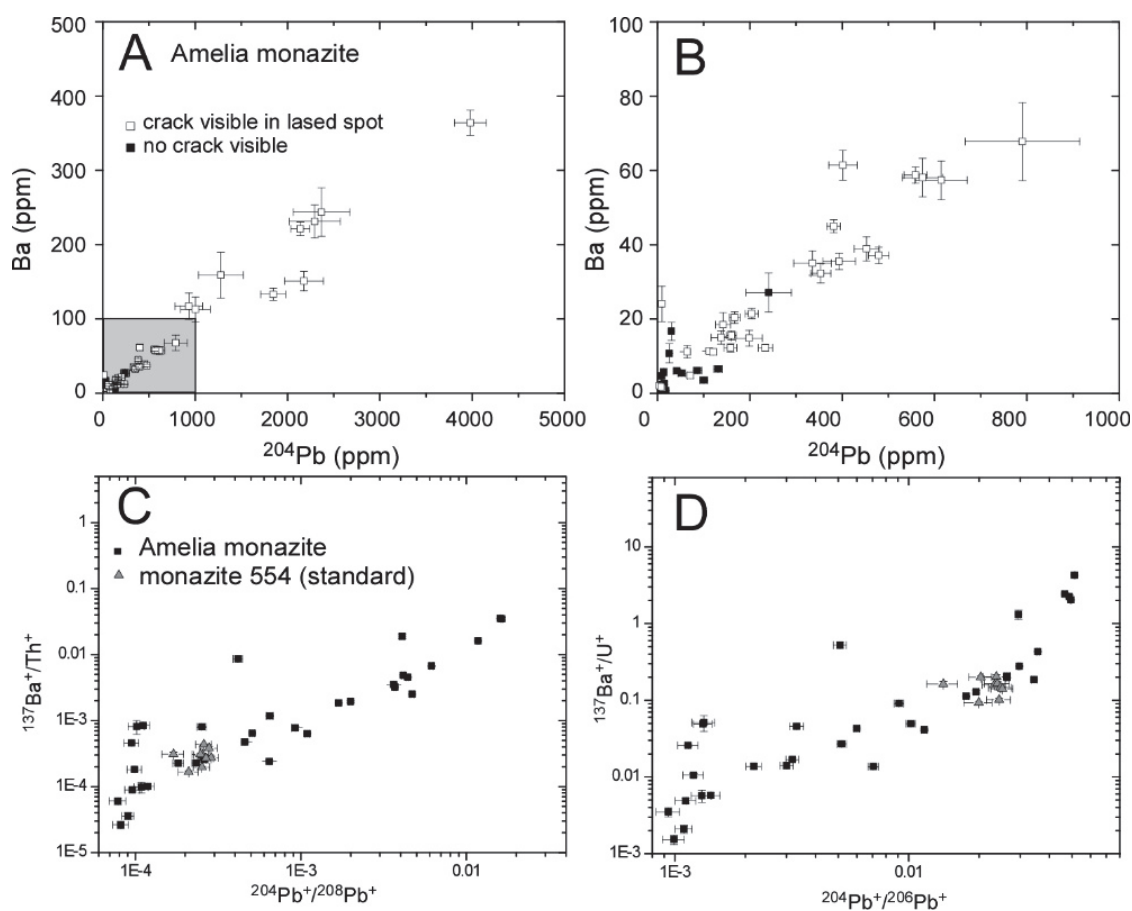 A Amelia monazite
□ crack visible in lased spot
■ no crack visible
500
400
300
200
100
0
Ba (ppm)
0 1000 2000 3000 4000 5000
²⁰⁴Pb (ppm)
B
100
80
60
40
20
0
Ba (ppm)
0 200 400 600 800 1000
²⁰⁴Pb (ppm)
C
■ Amelia monazite
▲ monazite 554 (standard)
1
0.1
0.01
1E-3
1E-4
1E-5
¹³⁷Ba⁺/Th⁺
1E-4 1E-3 0.01
²⁰⁴Pb⁺/²⁰⁸Pb⁺
D
10
1
0.1
0.01
1E-3
¹³⁷Ba⁺/U⁺
1E-3 0.01
²⁰⁴Pb⁺/²⁰⁶Pb⁺